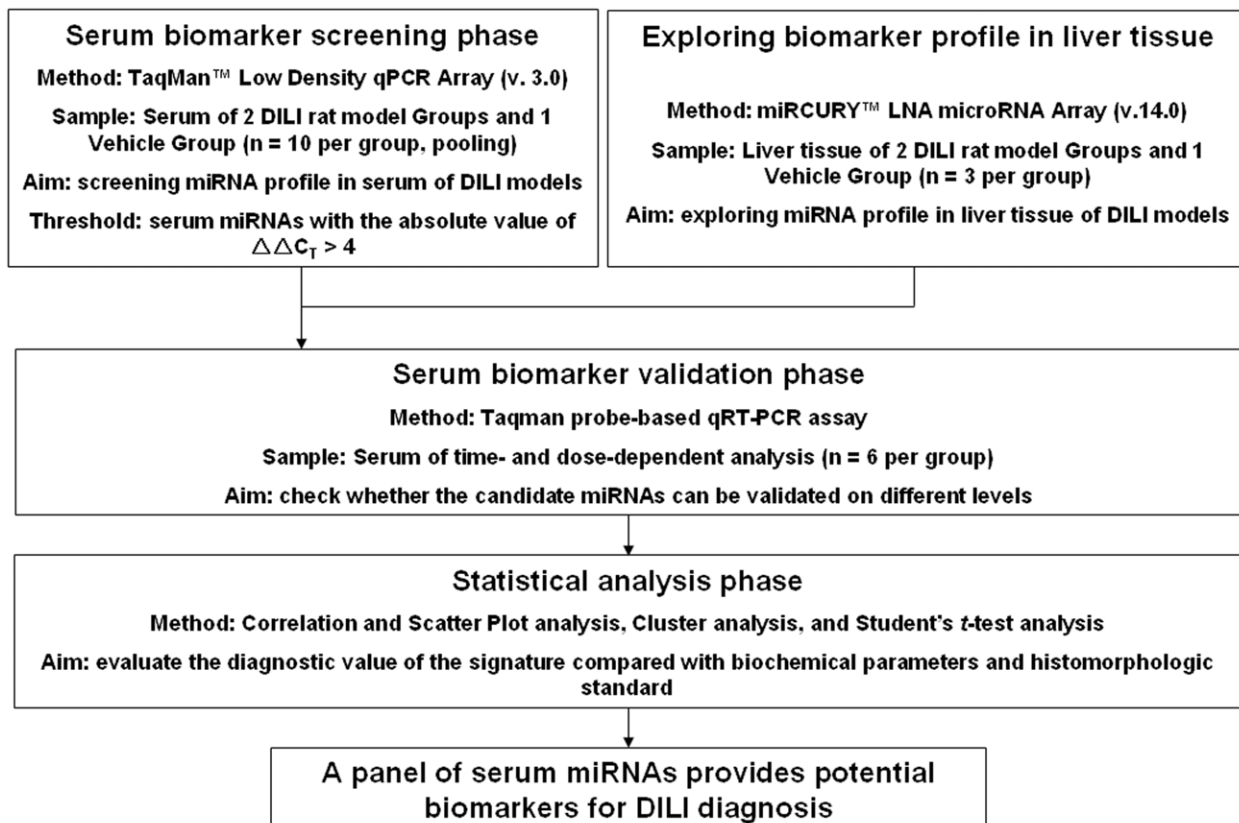 Serum biomarker screening phase
Method: TaqMan™ Low Density qPCR Array (v. 3.0)
Sample: Serum of 2 DILI rat model Groups and 1
Vehicle Group (n = 10 per group, pooling)
Aim: screening miRNA profile in serum of DILI models
Threshold: serum miRNAs with the absolute value of
△△C_T > 4
Exploring biomarker profile in liver tissue
Method: miRCURY™ LNA microRNA Array (v.14.0)
Sample: Liver tissue of 2 DILI rat model Groups and 1
Vehicle Group (n = 3 per group)
Aim: exploring miRNA profile in liver tissue of DILI models
Serum biomarker validation phase
Method: Taqman probe-based qRT-PCR assay
Sample: Serum of time- and dose-dependent analysis (n = 6 per group)
Aim: check whether the candidate miRNAs can be validated on different levels
Statistical analysis phase
Method: Correlation and Scatter Plot analysis, Cluster analysis, and Student's t-test analysis
Aim: evaluate the diagnostic value of the signature compared with biochemical parameters and histomorphologic
standard
A panel of serum miRNAs provides potential
biomarkers for DILI diagnosis